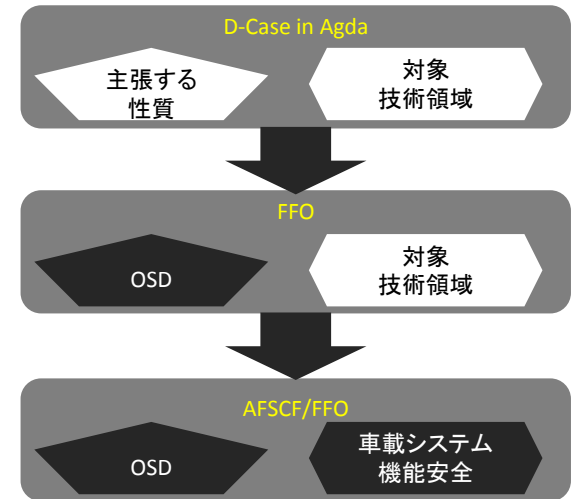 D-Case in Agda
主張する
性質
対象
技術領域
FFO
OSD
対象
技術領域
AFSCF/FFO
OSD
車載システム
機能安全